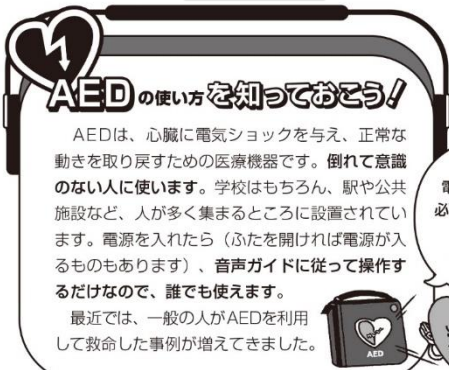 AEDの使い方を知っておこう!
AEDは、心臓に電気ショックを与え、正常な
動きを取り戻すための医療機器です。倒れて意識
のない人に使います。学校はもちろん、駅や公共
施設など、人が多く集まるところに設置されてい
ます。電源を入れたら(ふたを開ければ電源が入
るものもあります)、音声ガイドに従って操作す
るだけなので、誰でも使えます。
最近では、一般の人がAEDを利用
して救命した事例が増えてきました。
電
必
AED